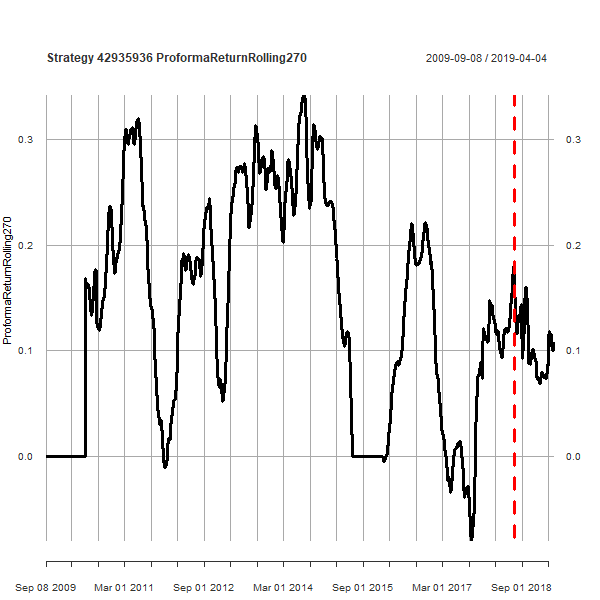 Strategy 42935936 ProformaReturnRolling270
2009-09-08 / 2019-04-04
ProformaReturnRolling270
0.3
0.3
0.2
0.2
0.1
0.1
0.0
0.0
Sep 08 2009
Mar 01 2011
Sep 01 2012
Mar 01 2014
Sep 01 2015
Mar 01 2017
Sep 01 2018